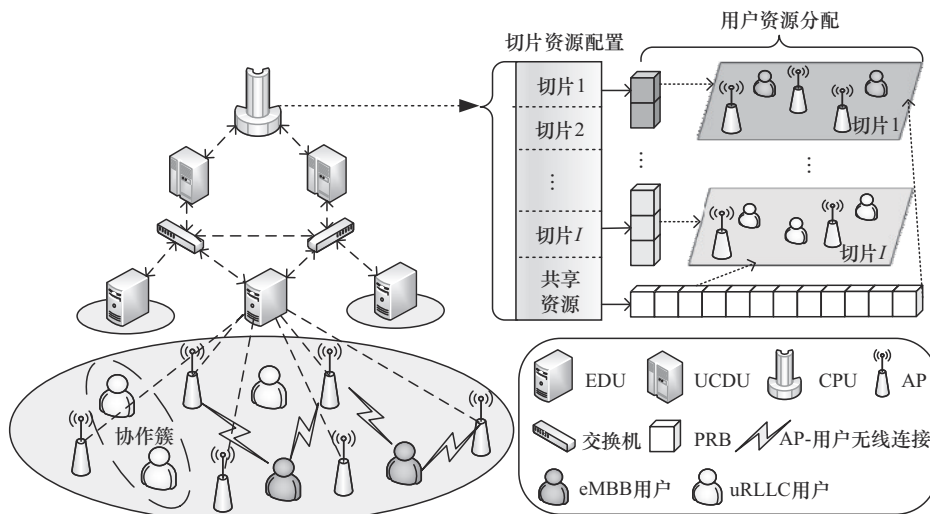 用户资源分配
切片资源配置
切片1
切片2
⋮
切片I
共享
资源
⋮
切片1
切片I
协作簇
EDU
UCDU
CPU
AP
交换机
PRB
AP-用户无线连接
eMBB用户
uRLLC用户